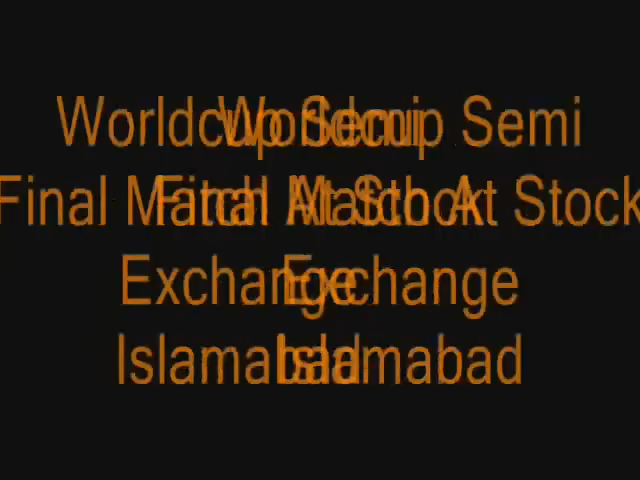 Worldcup Semi
Final Match At Stock
Exchange
Islamabad